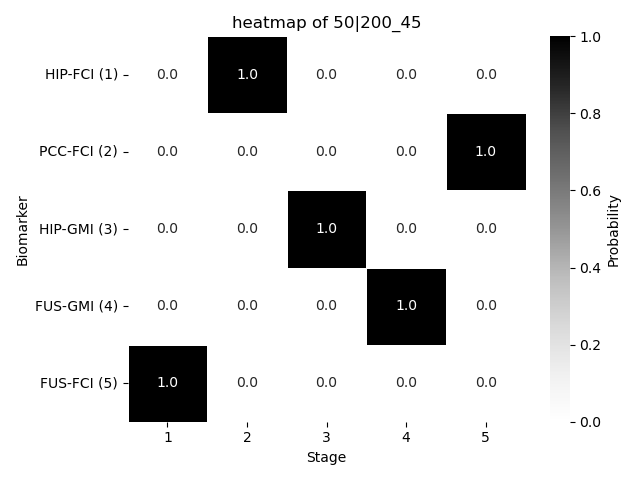 heatmap of 50|200_45
HIP-FCI (1) 0.0 1.0 0.0 0.0 0.0
PCC-FCI (2) 0.0 0.0 0.0 0.0 1.0
HIP-GMI (3) 0.0 0.0 1.0 0.0 0.0
FUS-GMI (4) 0.0 0.0 0.0 1.0 0.0
FUS-FCI (5) 1.0 0.0 0.0 0.0 0.0
1 2 3 4 5
Stage
Biomarker
1.0
0.8
0.6
0.4
0.2
0.0
Probability